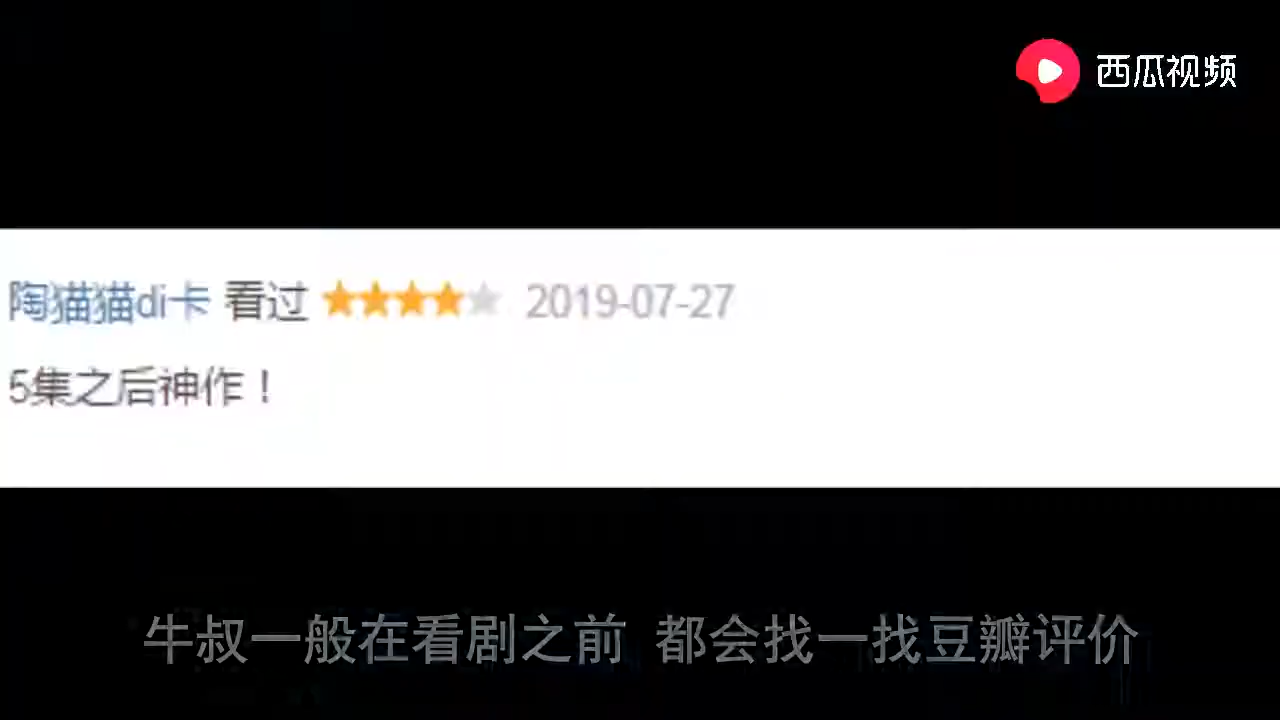 西瓜视频
陶猫猫di卡 看过 2019-07-27
5集之后神作！
牛叔一般在看剧之前 都会找一找豆瓣评价